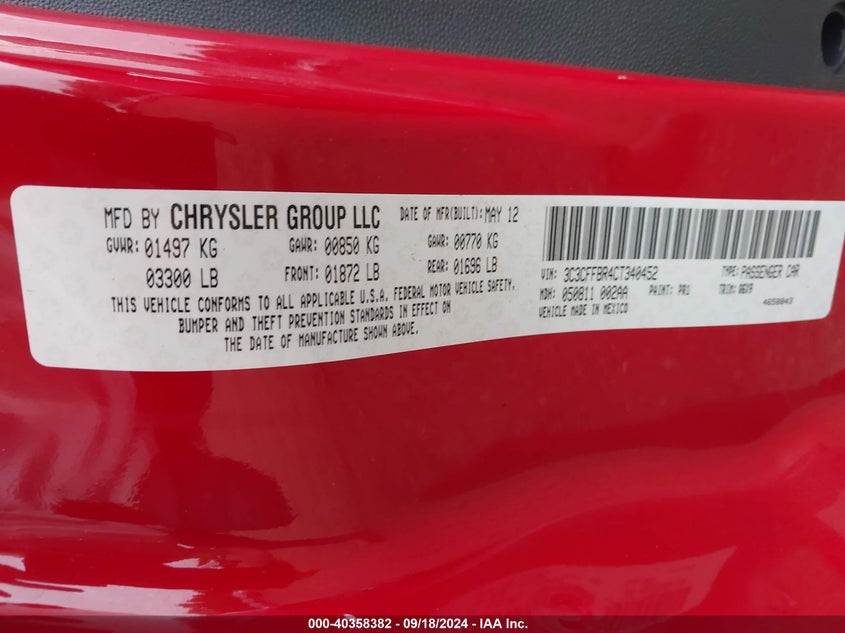 MFD BY CHRYSLER GROUP LLC DATE OF MFR(BUILT): MAY 12
GVWR: 01497 KG GAWR: 00850 KG GAWR: 00770 KG
03300 LB FRONT: 01872 LB REAR: 01696 LB
THIS VEHICLE CONFORMS TO ALL APPLICABLE U.S.A. FEDERAL MOTOR VEHICLE SAFETY,
BUMPER AND THEFT PREVENTION STANDARDS IN EFFECT ON
THE DATE OF MANUFACTURE SHOWN ABOVE.
VIN: 3C3CFFBR4CT340452 TYPE: PASSENGER CAR
MDH: 050811 002AA PAINT: PR1 TRIM: A6X9
VEHICLE MADE IN MEXICO 4658043
000-40358382 - 09/18/2024 - IAA Inc.